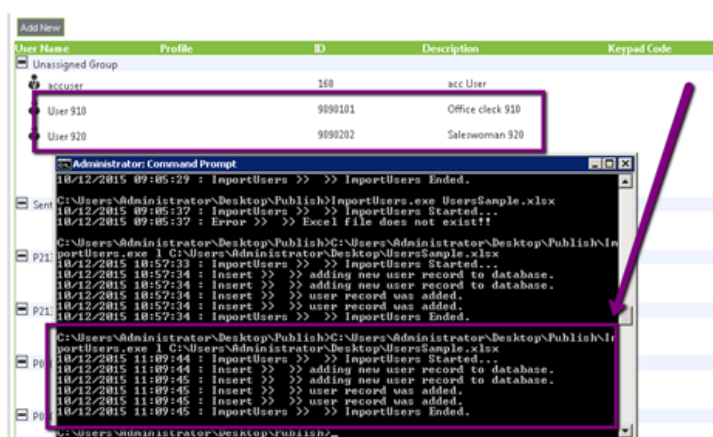 Add New
User Name Profile ID Description Keypad Code
Unassigned Group
accuser 168 acc User
User 910 9090101 Office cleck 910
User 920 9090202 Saleswoman 920
Administrator: Command Prompt
10/12/2015 09:05:29 : ImportUsers >> >> ImportUsers Ended.
C:\Users\Administrator\Desktop\Publish>ImportUsers.exe UsersSample.xlsx
10/12/2015 09:05:37 : ImportUsers >> >> ImportUsers Started...
10/12/2015 09:05:37 : Error >> >> Excel file does not exist!!
Sent
C:\Users\Administrator\Desktop\Publish>C:\Users\Administrator\Desktop\Publish\Im
portUsers.exe l C:\Users\Administrator\Desktop\UsersSample.xlsx
10/12/2015 10:57:33 : ImportUsers >> >> ImportUsers Started...
10/12/2015 10:57:34 : Insert >> >> adding new user record to database.
10/12/2015 10:57:34 : Insert >> >> adding new user record to database.
10/12/2015 10:57:34 : Insert >> >> user record was added.
10/12/2015 10:57:34 : Insert >> >> user record was added.
10/12/2015 10:57:34 : ImportUsers >> >> ImportUsers Ended.
P21
C:\Users\Administrator\Desktop\Publish>C:\Users\Administrator\Desktop\Publish\Im
portUsers.exe l C:\Users\Administrator\Desktop\UsersSample.xlsx
10/12/2015 11:09:44 : ImportUsers >> >> ImportUsers Started...
10/12/2015 11:09:44 : Insert >> >> adding new user record to database.
10/12/2015 11:09:45 : Insert >> >> adding new user record to database.
10/12/2015 11:09:45 : Insert >> >> user record was added.
10/12/2015 11:09:45 : Insert >> >> user record was added.
10/12/2015 11:09:45 : ImportUsers >> >> ImportUsers Ended.
C:\Users\Administrator\Desktop\Publish>_